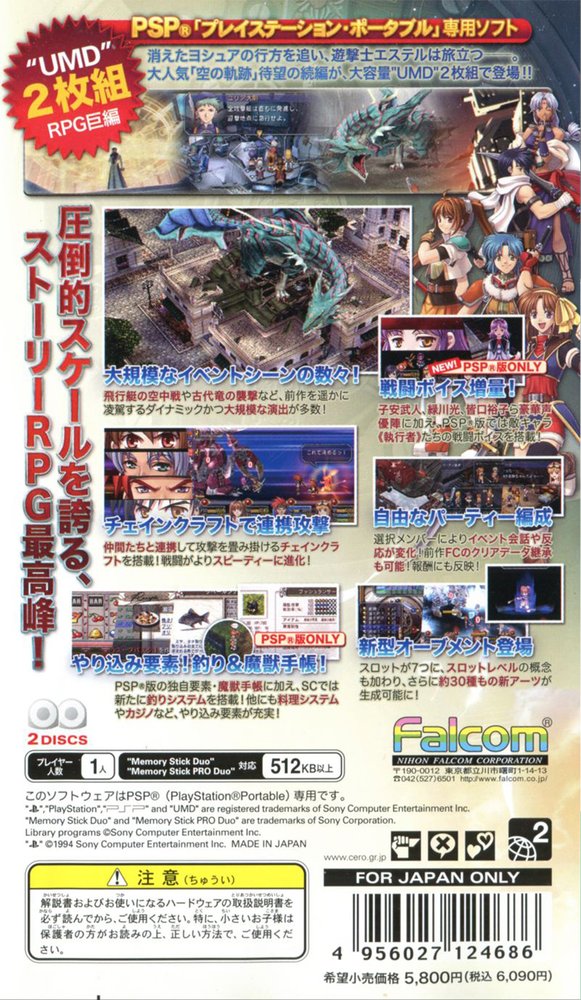 PSP®「プレイステーション・ポータブル」専用ソフト
消えたヨシュアの行方を追い、遊撃士エステルは旅立つ――。
大人気「空の軌跡」待望の続編が、大容量"UMD"2枚組で登場!!
"UMD"
2枚組
RPG巨編
圧倒的スケールを誇る、
ストーリーRPG最高峰!
大規模なイベントシーンの数々!
飛行艇の空中戦や古代竜の襲撃など、前作を遥かに
凌駕するダイナミックかつ大規模な演出が多数!
NEW! PSP®版ONLY
戦闘ボイス増量!
子安武人、緑川光、皆口裕子ら豪華声
優陣に加え、PSP®版では敵キャラ
《執行者》たちの戦闘ボイスを搭載!
これで決めるっ!
チェインクラフトで連携攻撃
仲間たちと連携して攻撃を畳み掛けるチェインクラ
フトを搭載!戦闘がよりスピーディーに進化!
自由なパーティー編成
選択メンバーによりイベント会話や反
応が変化!前作FCのクリアデータ継承
も可能!報酬にも反映!
PSP®版ONLY
やり込み要素!釣り&魔獣手帳!
PSP®版の独自要素・魔獣手帳に加え、SCでは
新たに釣りシステムを搭載!他にも料理システム
やカジノなど、やり込み要素が充実!
新型オーブメント登場
スロットが7つに、スロットレベルの概念
も加わり、さらに約30種もの新アーツが
生成可能に!
2 DISCS
Falcom®
NIHON FALCOM CORPORATION
〒190-0012 東京都立川市曙町1-14-13
☎042(527)6501 http://www.falcom.co.jp/
プレイヤー人数 1人
"Memory Stick Duo"
"Memory Stick PRO Duo" 対応 512KB以上
このソフトウェアはPSP®（PlayStation®Portable）専用です。
"PS","PlayStation","PSP" and "UMD" are registered trademarks of Sony Computer Entertainment Inc.
"Memory Stick Duo" and "Memory Stick PRO Duo" are trademarks of Sony Corporation.
Library programs ©Sony Computer Entertainment Inc.
"PS" ©1994 Sony Computer Entertainment Inc. MADE IN JAPAN
www.cero.gr.jp
2
注意（ちゅうい）
解説書およびお使いになるハードウェアの取扱説明書を
必ず読んでから、ご使用ください。特に、小さいお子様は
保護者の方がお読みの上、正しい方法で、ご使用くだ
さい。
FOR JAPAN ONLY
4 956027 124686
希望小売価格 5,800円(税込 6,090円)